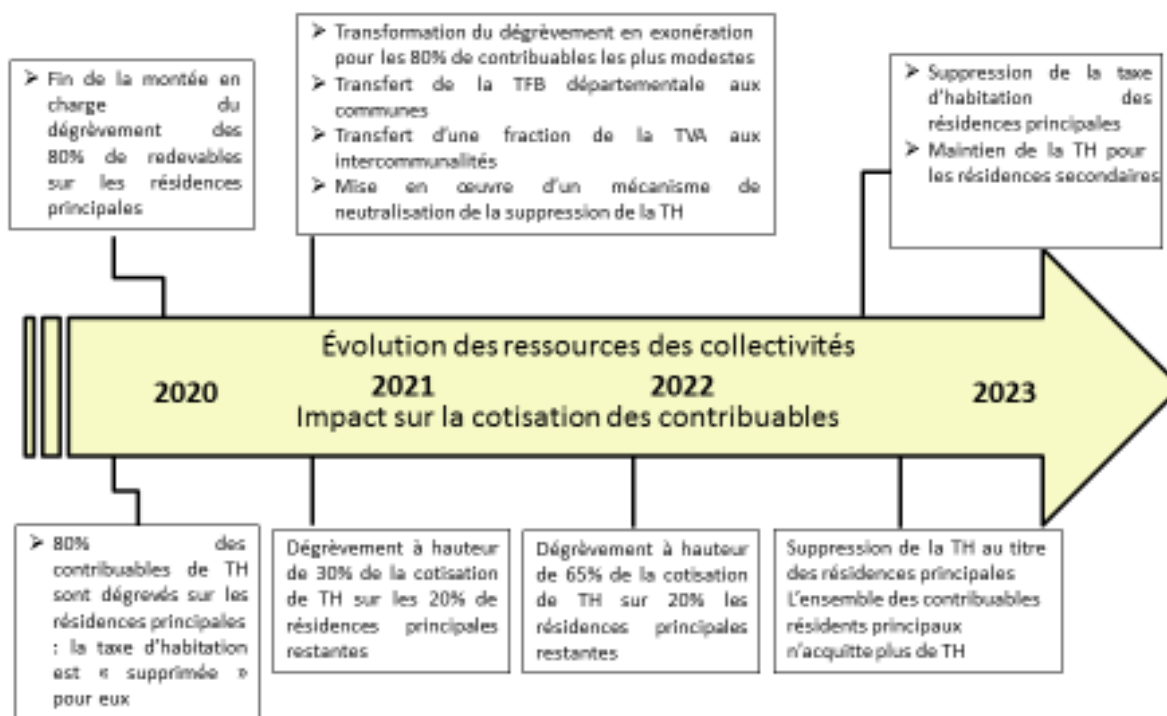 ➢ Fin de la montée en
charge du
dégrèvement des
80% de redevables
sur les résidences
principales
➢ Transformation du dégrèvement en exonération
pour les 80% de contribuables les plus modestes
➢ Transfert de la TFB départementale aux
communes
➢ Transfert d'une fraction de la TVA aux
intercommunalités
➢ Mise en œuvre d'un mécanisme de
neutralisation de la suppression de la TH
➢ Suppression de la taxe
d'habitation des
résidences principales
➢ Maintien de la TH pour
les résidences secondaires
Évolution des ressources des collectivités
2020 2021 2022 2023
Impact sur la cotisation des contribuables
➢ 80% des
contribuables de TH
sont dégrevés sur les
résidences principales
: la taxe d'habitation
est « supprimée »
pour eux
Dégrèvement à hauteur
de 30% de la cotisation
de TH sur les 20% de
résidences principales
restantes
Dégrèvement à hauteur
de 65% de la cotisation
de TH sur 20% les
résidences principales
restantes
Suppression de la TH au titre
des résidences principales
L'ensemble des contribuables
résidents principaux
n'acquitte plus de TH